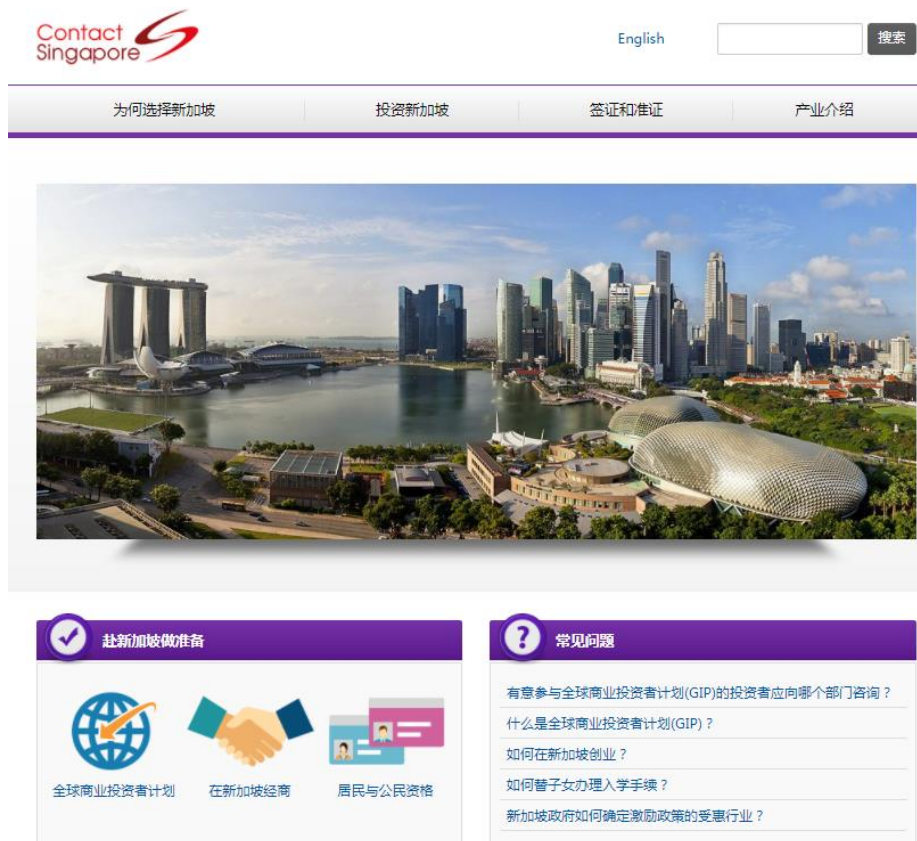 Contact
Singapore
English
搜索
为何选择新加坡
投资新加坡
签证和准证
产业介绍
赴新加坡做准备
全球商业投资者计划
在新加坡经商
居民与公民资格
?
常见问题
有意参与全球商业投资者计划(GIP)的投资者应向哪个部门咨询？
什么是全球商业投资者计划(GIP)？
如何在新加坡创业？
如何替子女办理入学手续？
新加坡政府如何确定激励政策的受惠行业？